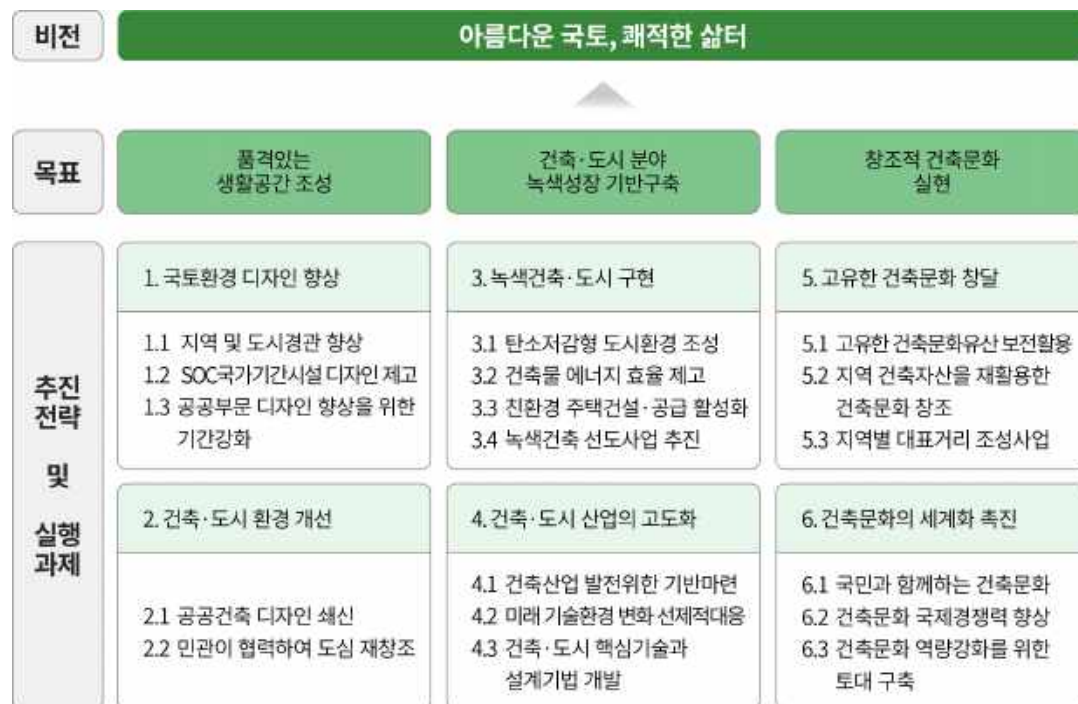 비전
아름다운 국토, 쾌적한 삶터
목표
품격있는
생활공간 조성
건축·도시 분야
녹색성장 기반구축
창조적 건축문화
실현
추진
전략
및
실행
과제
1. 국토환경 디자인 향상
1.1 지역 및 도시경관 향상
1.2 SOC국가기간시설 디자인 제고
1.3 공공부문 디자인 향상을 위한
기간강화
2. 건축·도시 환경 개선
2.1 공공건축 디자인 쇄신
2.2 민관이 협력하여 도심 재창조
3. 녹색건축·도시 구현
3.1 탄소저감형 도시환경 조성
3.2 건축물 에너지 효율 제고
3.3 친환경 주택건설·공급 활성화
3.4 녹색건축 선도사업 추진
4. 건축·도시 산업의 고도화
4.1 건축산업 발전위한 기반마련
4.2 미래 기술환경 변화 선제적대응
4.3 건축·도시 핵심기술과
설계기법 개발
5. 고유한 건축문화 창달
5.1 고유한 건축문화유산 보전활용
5.2 지역 건축자산을 재활용한
건축문화 창조
5.3 지역별 대표거리 조성사업
6. 건축문화의 세계화 촉진
6.1 국민과 함께하는 건축문화
6.2 건축문화 국제경쟁력 향상
6.3 건축문화 역량강화를 위한
토대 구축